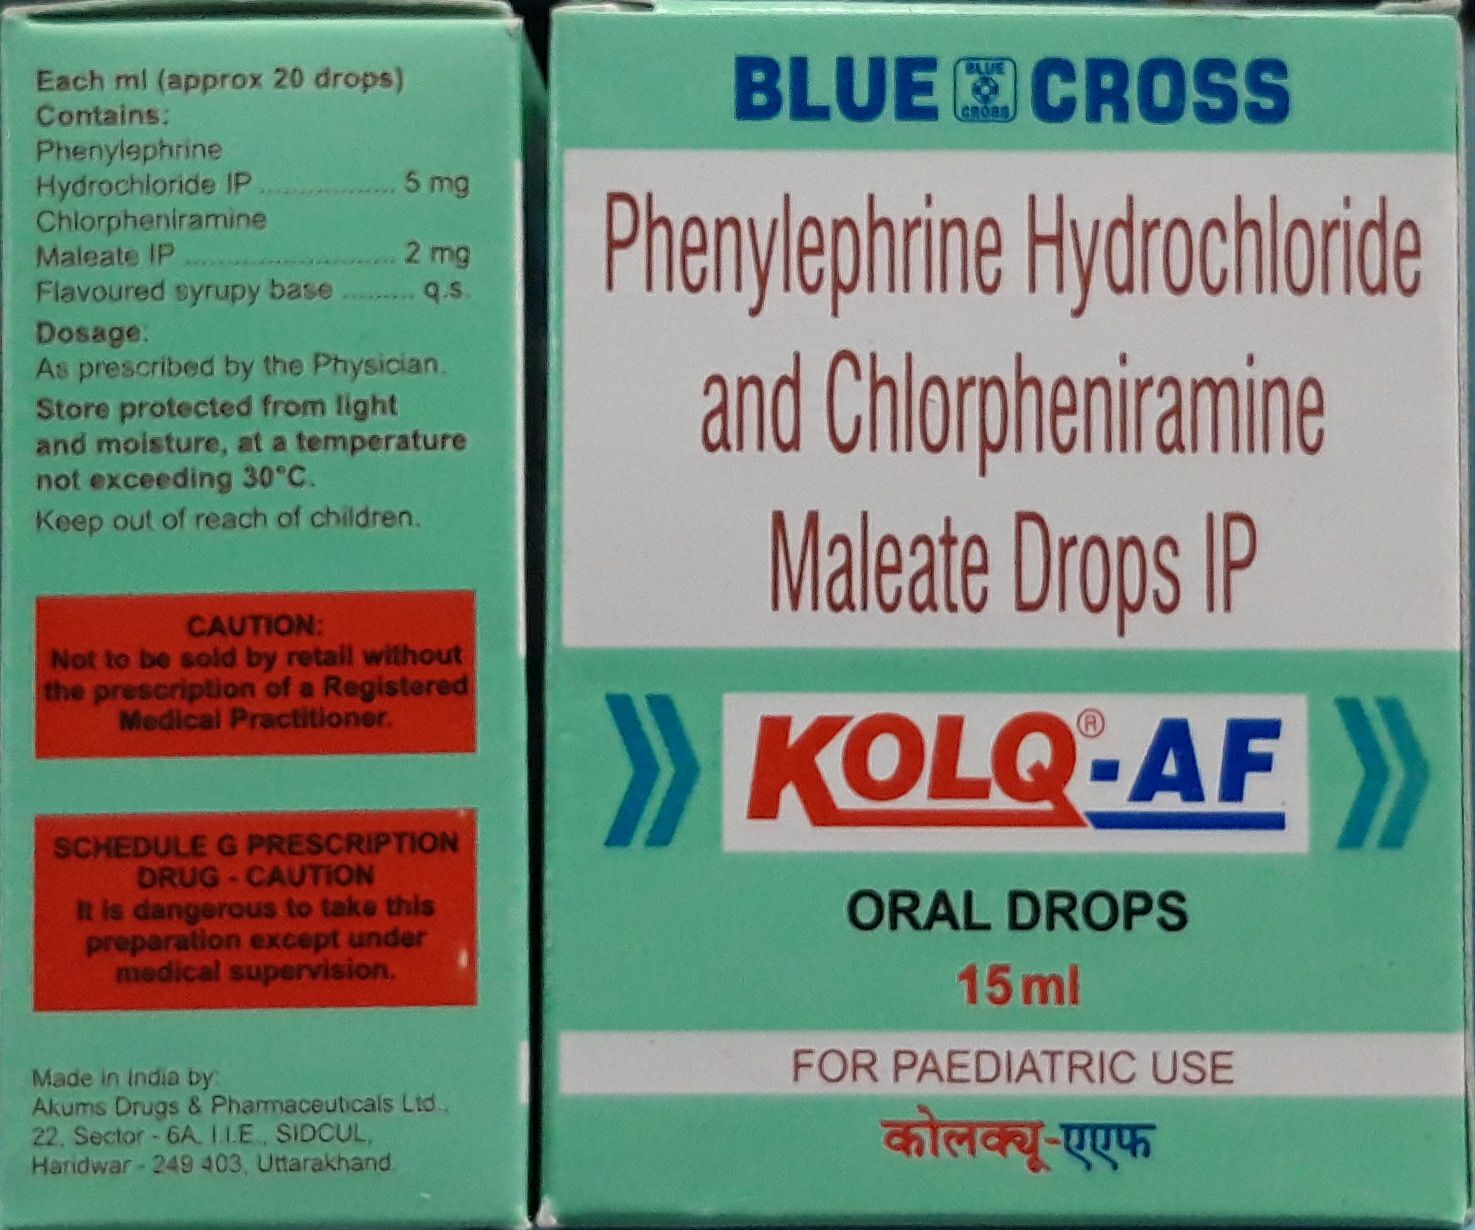 Each ml (approx 20 drops)
Contains:
Phenylephrine
Hydrochloride IP ................. 5 mg
Chlorpheniramine
Maleate IP .......................... 2 mg
Flavoured syrupy base ......... q.s.
Dosage:
As prescribed by the Physician.
Store protected from light
and moisture, at a temperature
not exceeding 30°C.
Keep out of reach of children.
CAUTION:
Not to be sold by retail without
the prescription of a Registered
Medical Practitioner.
SCHEDULE G PRESCRIPTION
DRUG - CAUTION
It is dangerous to take this
preparation except under
medical supervision.
Made in India by:
Akums Drugs & Pharmaceuticals Ltd.,
22, Sector - 6A, I.I.E., SIDCUL,
Haridwar - 249 403, Uttarakhand.
BLUE BLUE CROSS CROSS
Phenylephrine Hydrochloride
and Chlorpheniramine
Maleate Drops IP
KOLQ®-AF
ORAL DROPS
15 ml
FOR PAEDIATRIC USE
कोलक्यू-एएफ